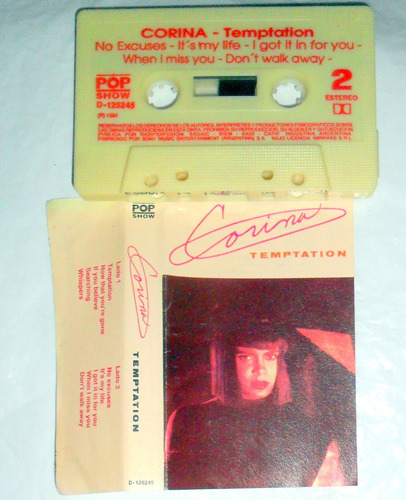 CORINA - Temptation
No Excuses - It´s my life - I got it in for you -
When i miss you - Don´t walk away -
POP
SHOW
D-125245
(P) 1991
2
ESTEREO
POP
SHOW
Corina
TEMPTATION
D-125245
Lado 1
Temptation
Now that you're gone
If you believe
Searching
Whispers
Lado 2
No excuses
It's my life
I got it in for you
When I miss you
Don't walk away
Corina
TEMPTATION